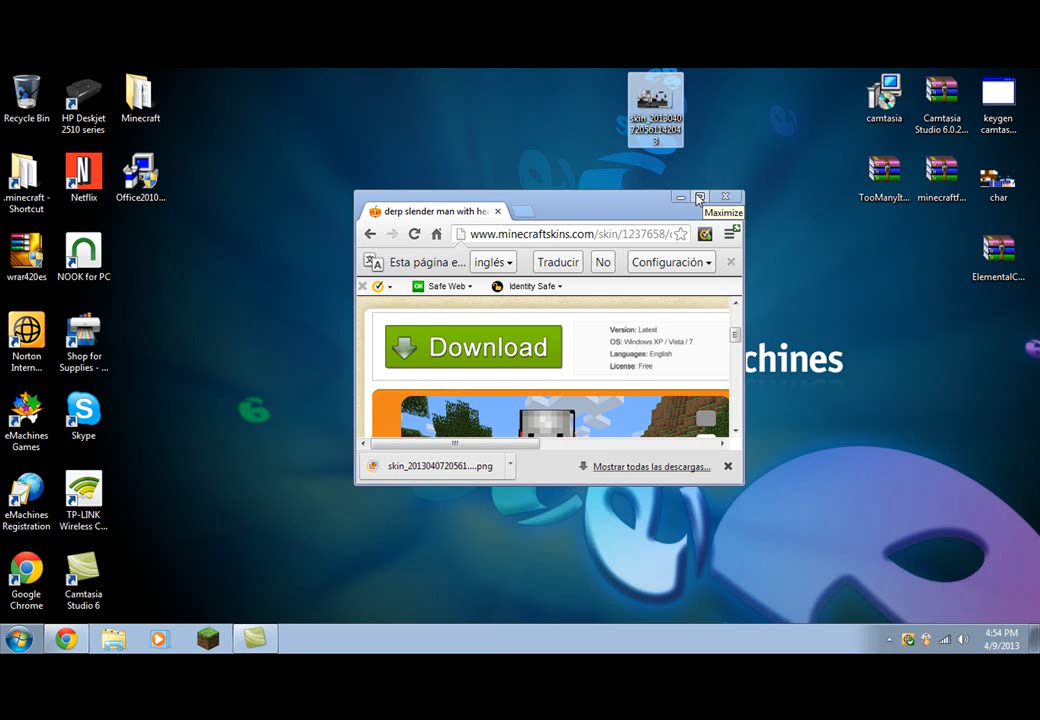 Recycle Bin
HP Deskjet
2510 series
Minecraft
.minecraft -
Shortcut
Netflix
Office2010...
wrar420es
NOOK for PC
Norton
Intern...
Shop for
Supplies - ...
eMachines
Games
Skype
eMachines
Registration
TP-LINK
Wireless C...
Google
Chrome
Camtasia
Studio 6
skin_2013040
72056114204
3
camtasia
Camtasia
Studio 6.0.2...
keygen
camtas...
TooManyIt...
minecraftf...
char
ElementalC...
Maximize
derp slender man with he
www.minecraftskins.com/skin/1237658/
Esta página e... inglés Traducir No Configuración
Safe Web Identity Safe
OK
Download
Version: Latest
OS: Windows XP / Vista / 7
Languages: English
License: Free
skin_2013040720561....png
Mostrar todas las descargas...
chines
4:54 PM
4/9/2013